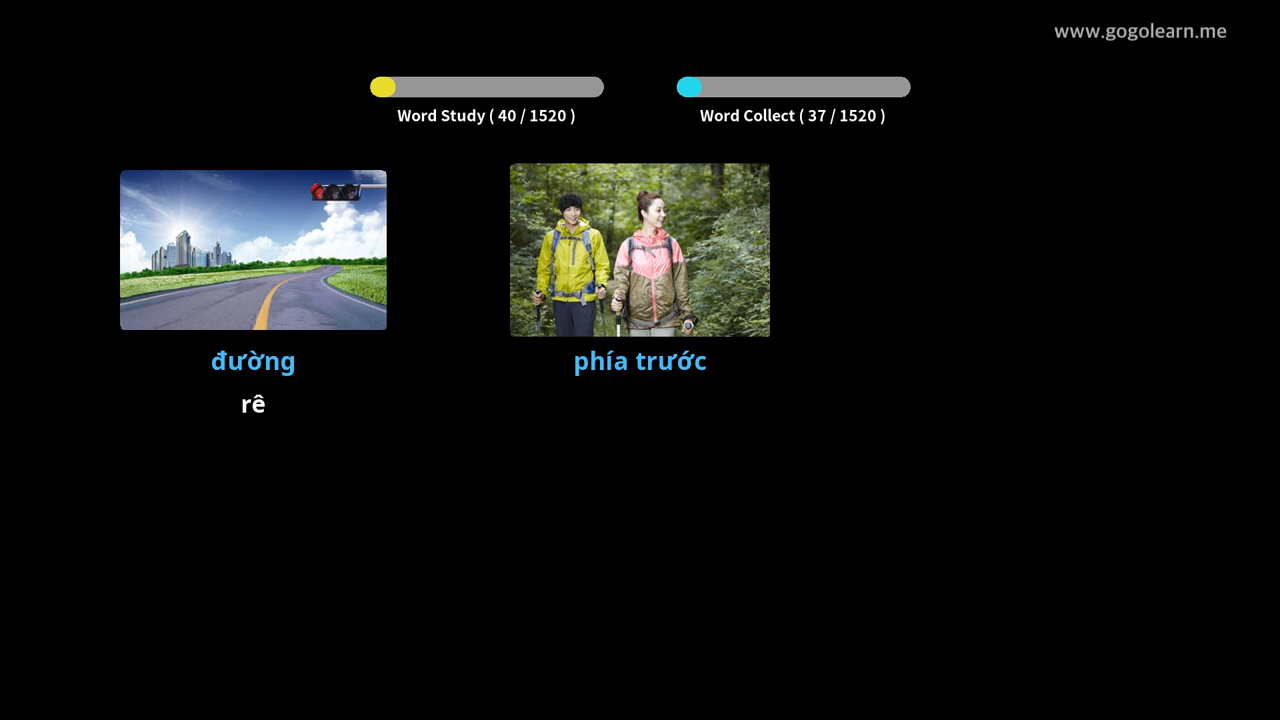 www.gogolearn.me
Word Study ( 40 / 1520 )
Word Collect ( 37 / 1520 )
đường
phía trước
rê